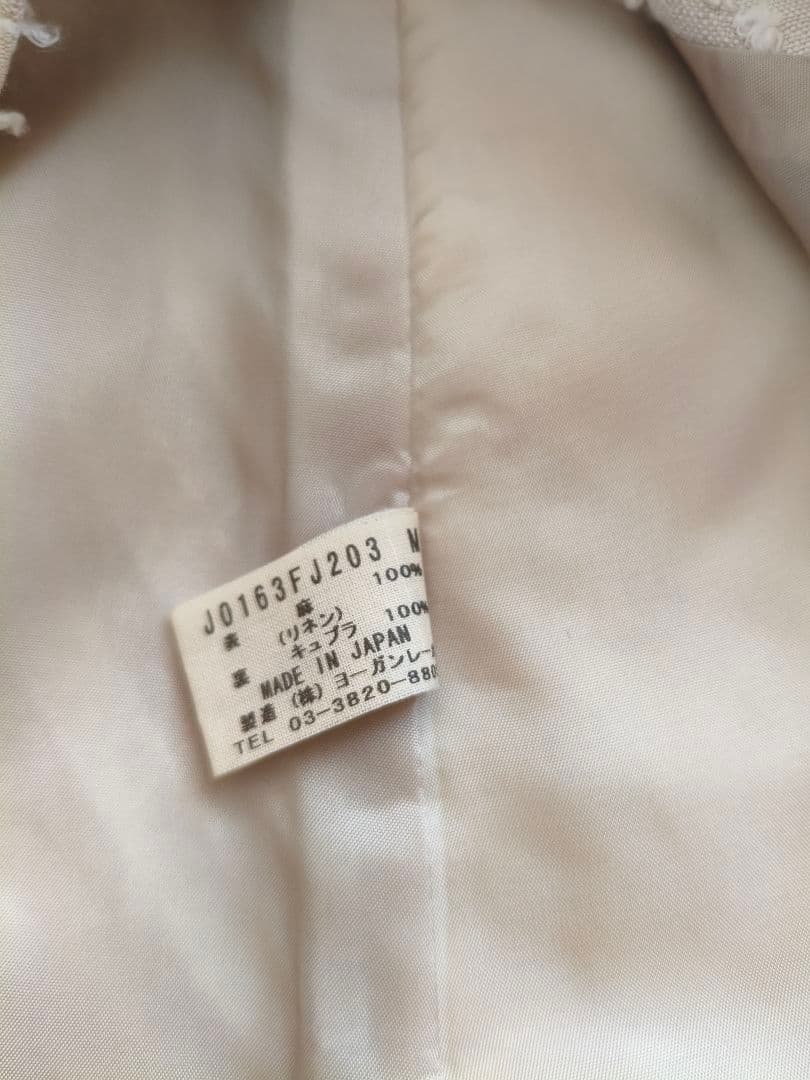 J0163FJ203 M
表 麻 100%
(リネン)
裏 キュプラ 100%
MADE IN JAPAN
製造 (株) ヨーガンレー
TEL 03-3820-880